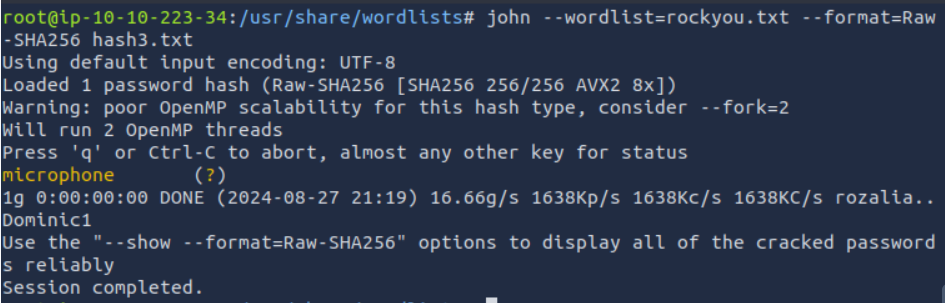 root@ip-10-10-223-34:/usr/share/wordlists# john --wordlist=rockyou.txt --format=Raw
-SHA256 hash3.txt
Using default input encoding: UTF-8
Loaded 1 password hash (Raw-SHA256 [SHA256 256/256 AVX2 8x])
Warning: poor OpenMP scalability for this hash type, consider --fork=2
Will run 2 OpenMP threads
Press 'q' or Ctrl-C to abort, almost any other key for status
microphone       (?)
1g 0:00:00:00 DONE (2024-08-27 21:19) 16.66g/s 1638Kp/s 1638Kc/s 1638KC/s rozalia..
Dominic1
Use the "--show --format=Raw-SHA256" options to display all of the cracked password
s reliably
Session completed.